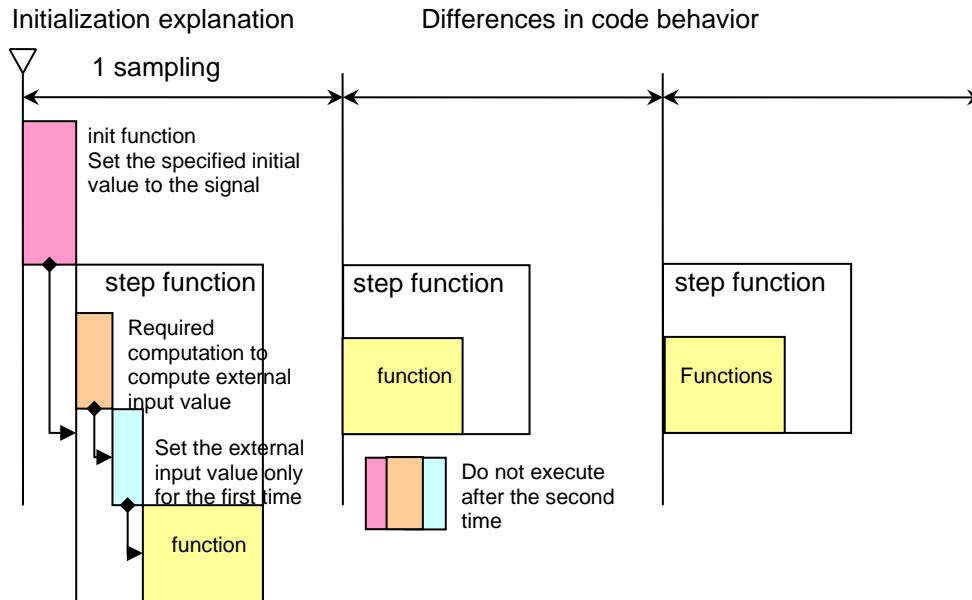 Initialization explanation
Differences in code behavior
1 sampling
init function
Set the specified initial
value to the signal
step function
Required
computation to
compute external
input value
Set the external
input value only
for the first time
function
step function
function
Do not execute
after the second
time
step function
Functions